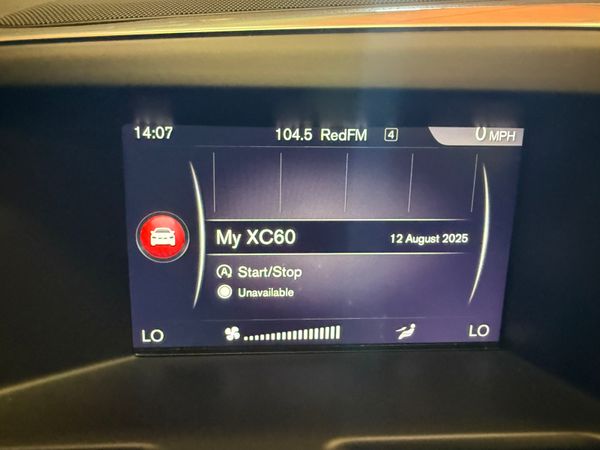 14:07 104.5 RedFM 4 0 MPH
My XC60 12 August 2025
A Start/Stop
Unavailable
LO LO